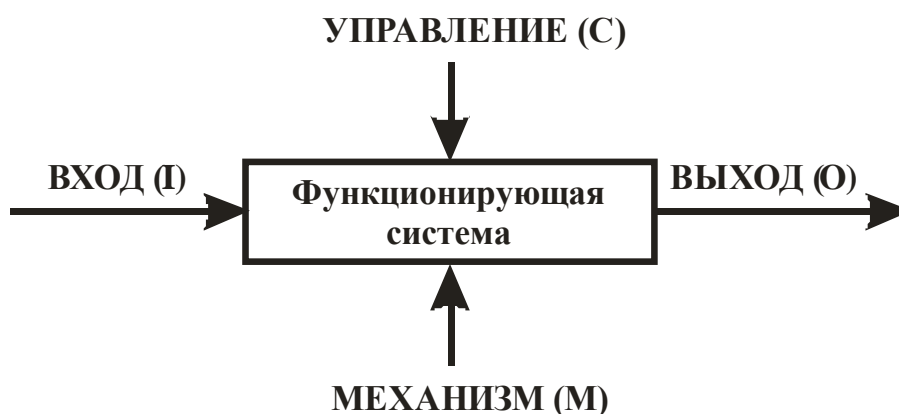 УПРАВЛЕНИЕ (C)
ВХОД (I)
Функционирующая
система
ВЫХОД (O)
МЕХАНИЗМ (M)